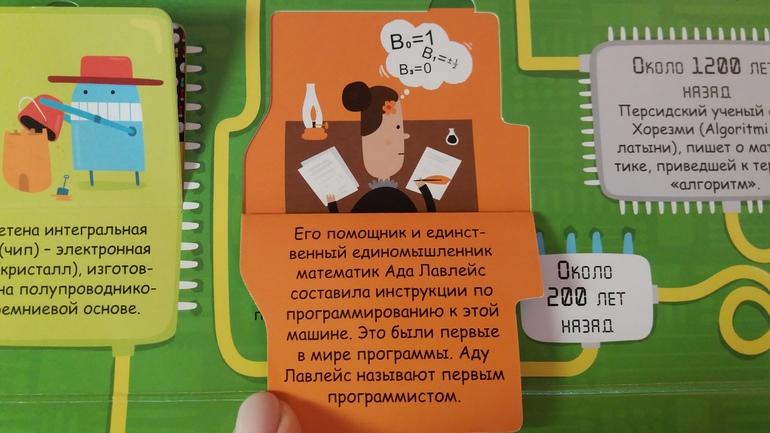 B₀=1
B₁=±½
B₃=0
Его помощник и единст-
венный единомышленник
математик Ада Лавлейс
составила инструкции по
программированию к этой
машине. Это были первые
в мире программы. Аду
Лавлейс называют первым
программистом.
етена интегральная
(чип) – электронная
кристалл), изготов-
на полупроводнико-
ремниевой основе.
Около 1200 ле
назад
Персидский ученый
Хорезми (Algoritmi
латыни), пишет о мат
тике, приведшей к те
«алгоритм».
Около
200 лет
назад